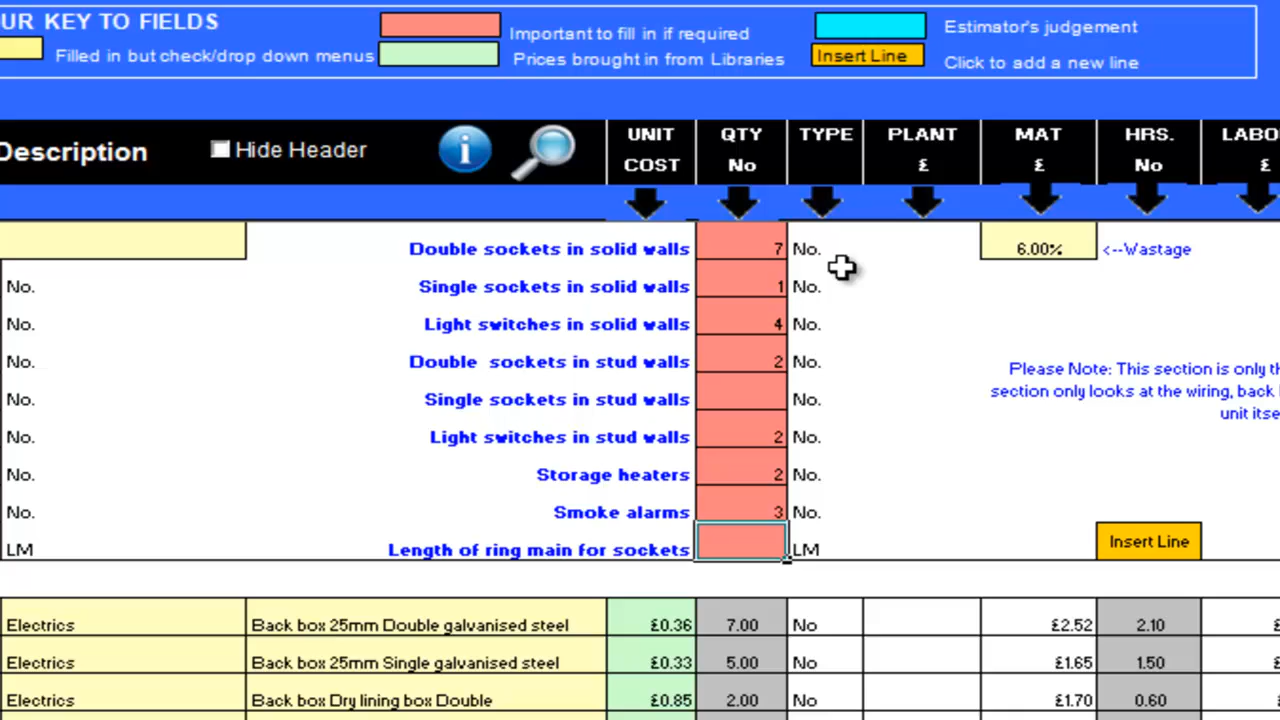 UR KEY TO FIELDS
Important to fill in if required
Estimator's judgement
Filled in but check/drop down menus
Prices brought in from Libraries
Insert Line
Click to add a new line
Description
Hide Header
UNIT COST
QTY No
TYPE
PLANT £
MAT £
HRS. No
LABO £
Double sockets in solid walls 7 No. 6.00% <--Wastage
No. Single sockets in solid walls 1 No.
No. Light switches in solid walls 4 No.
No. Double sockets in stud walls 2 No.
Please Note: This section is only th
No. Single sockets in stud walls No.
section only looks at the wiring, back
unit itse
No. Light switches in stud walls 2 No.
No. Storage heaters 2 No.
No. Smoke alarms 3 No.
LM Length of ring main for sockets LM Insert Line
Electrics Back box 25mm Double galvanised steel £0.36 7.00 No £2.52 2.10 £
Electrics Back box 25mm Single galvanised steel £0.33 5.00 No £1.65 1.50 £
Electrics Back box Dry lining box Double £0.85 2.00 No £1.70 0.60 £